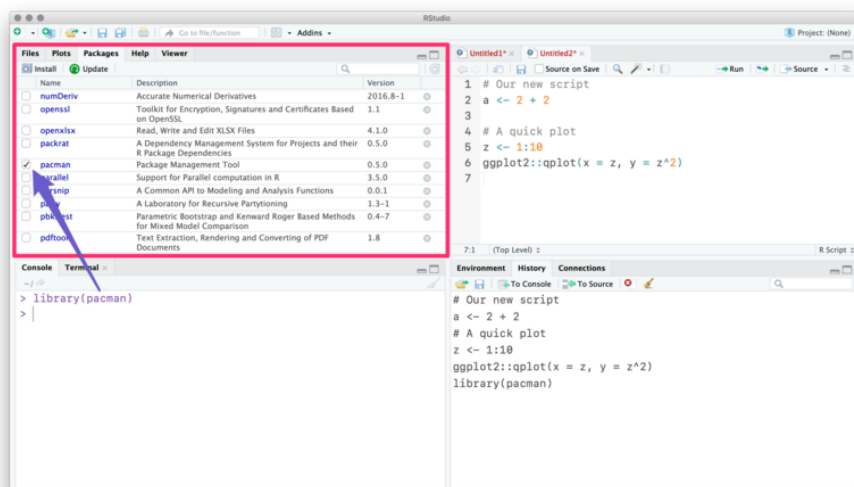 RStudio
Go to file/function Addins Project: (None)
Files Plots Packages Help Viewer
Install Update
Name Description Version
numDeriv Accurate Numerical Derivatives 2016.8-1
openssl Toolkit for Encryption, Signatures and Certificates Based on OpenSSL 1.1
openxlsx Read, Write and Edit XLSX Files 4.1.0
packrat A Dependency Management System for Projects and their R Package Dependencies 0.5.0
pacman Package Management Tool 0.5.0
Support for Parallel computation in R 3.5.0
A Common API to Modeling and Analysis Functions 0.0.1
A Laboratory for Recursive Partytioning 1.3-1
Parametric Bootstrap and Kenward Roger Based Methods for Mixed Model Comparison 0.4-7
Text Extraction, Rendering and Converting of PDF Documents 1.8
Untitled1* Untitled2*
Source on Save Run Source
1 # Our new script
2 a <- 2 + 2
3
4 # A quick plot
5 z <- 1:10
6 ggplot2::qplot(x = z, y = z^2)
7
7:1 (Top Level) R Script
Console Terminal
~/
> library(pacman)
>
Environment History Connections
To Console To Source
# Our new script
a <- 2 + 2
# A quick plot
z <- 1:10
ggplot2::qplot(x = z, y = z^2)
library(pacman)